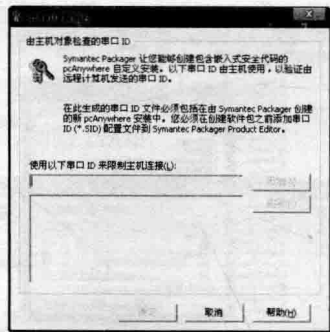 由主机对象检查的串口 ID
Symantec Packager 让您能够创建包含嵌入式安全代码的
pcAnywhere 自定义安装。以下串口 ID 由主机使用，以验证由
远程计算机发送的串口 ID。
在此生成的串口 ID 文件必须包括在由 Symantec Packager 创建
的新 pcAnywhere 安装中。您必须在创建软件包之前添加串口
ID (*.SID) 配置文件到 Symantec Packager Product Editor。
使用以下串口 ID 来限制主机连接(L):
取消
帮助(H)